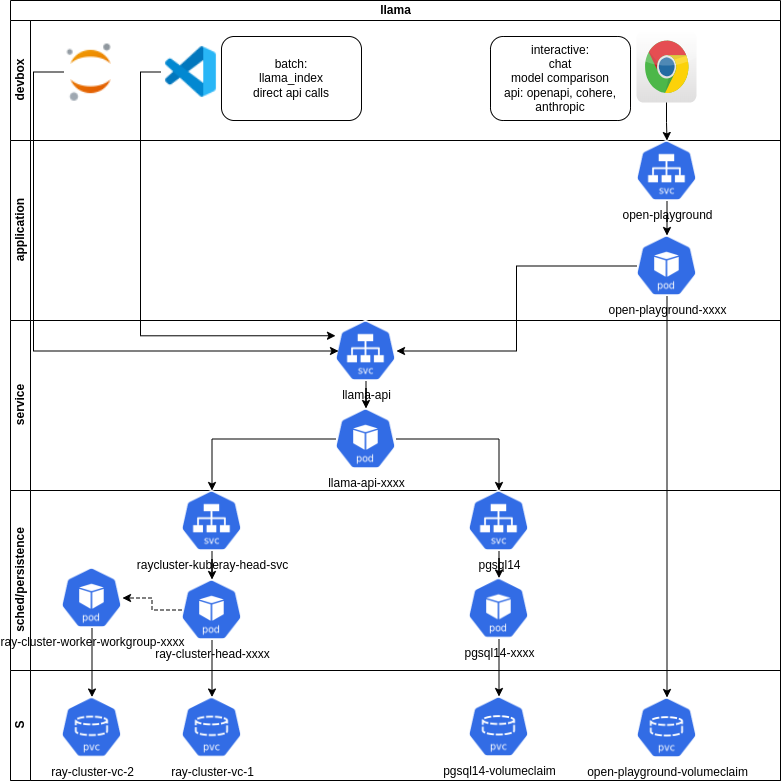 llama
devbox
batch:
llama_index
direct api calls
interactive:
chat
model comparison
api: openapi, cohere,
anthropic
application
svc
open-playground
pod
open-playground-xxxx
service
svc
llama-api
pod
llama-api-xxxx
sched/persistence
svc
raycluster-kuberay-head-svc
svc
pgsql14
pod
ray-cluster-worker-workgroup-xxxx
pod
ray-cluster-head-xxxx
pod
pgsql14-xxxx
S
pvc
ray-cluster-vc-2
pvc
ray-cluster-vc-1
pvc
pgsql14-volumeclaim
pvc
open-playground-volumeclaim